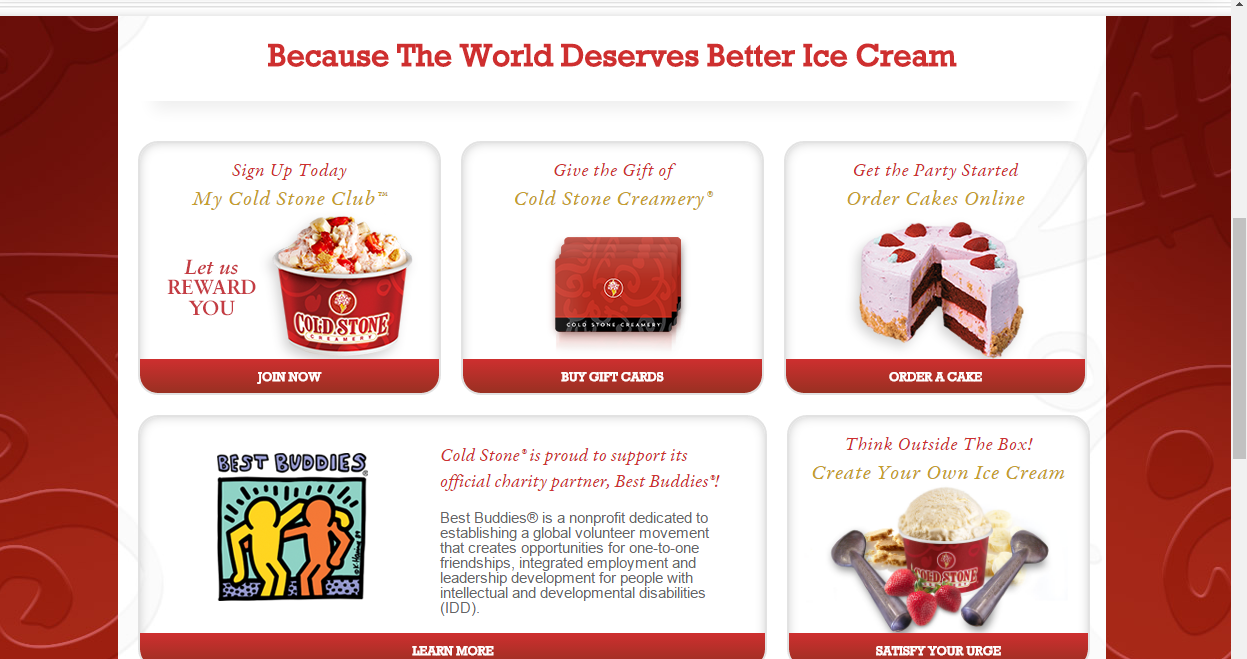 Because The World Deserves Better Ice Cream
Sign Up Today
My Cold Stone Club™
Let us
REWARD
YOU
COLD STONE
CREAMERY
JOIN NOW
Give the Gift of
Cold Stone Creamery®
COLD STONE CREAMERY
BUY GIFT CARDS
Get the Party Started
Order Cakes Online
ORDER A CAKE
BEST BUDDIES®
© K. Haring 89
Cold Stone® is proud to support its
official charity partner, Best Buddies®!
Best Buddies® is a nonprofit dedicated to
establishing a global volunteer movement
that creates opportunities for one-to-one
friendships, integrated employment and
leadership development for people with
intellectual and developmental disabilities
(IDD).
LEARN MORE
Think Outside The Box!
Create Your Own Ice Cream
COLD STONE
SATISFY YOUR URGE